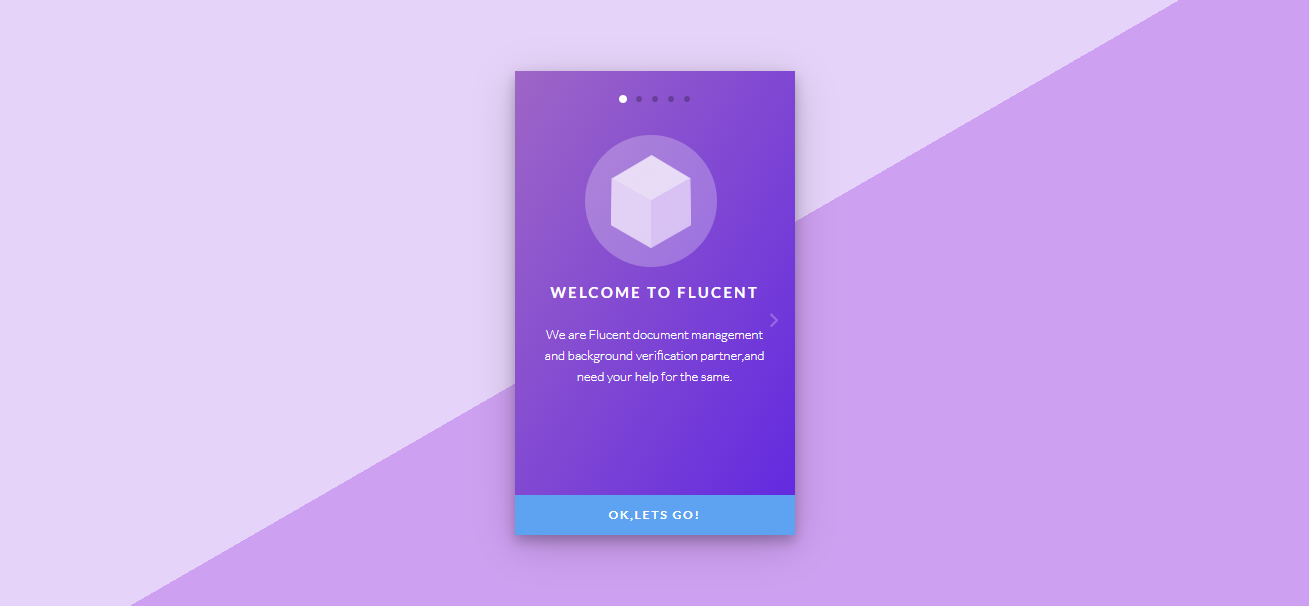 WELCOME TO FLUCENT
We are Flucent document management
and background verification partner,and
need your help for the same.
OK,LETS GO!